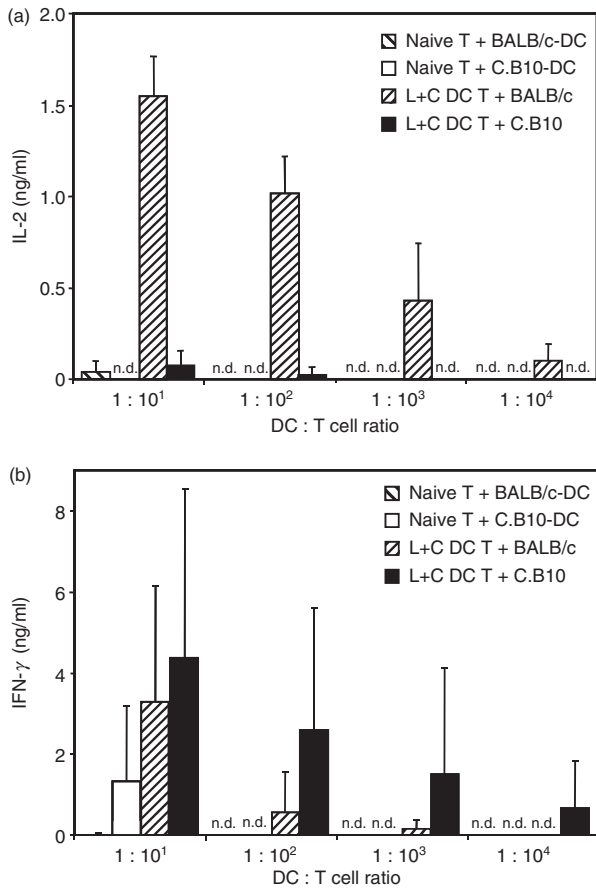 (a)
2.0
1.5
1.0
0.5
0
IL-2 (ng/ml)
Naive T + BALB/c-DC
Naive T + C.B10-DC
L+C DC T + BALB/c
L+C DC T + C.B10
n.d. n.d. n.d. n.d. n.d. n.d. n.d. n.d. n.d.
1 : 10¹ 1 : 10² 1 : 10³ 1 : 10⁴
DC : T cell ratio
(b)
8
6
4
2
0
IFN-γ (ng/ml)
Naive T + BALB/c-DC
Naive T + C.B10-DC
L+C DC T + BALB/c
L+C DC T + C.B10
n.d. n.d. n.d. n.d. n.d. n.d. n.d.
1 : 10¹ 1 : 10² 1 : 10³ 1 : 10⁴
DC : T cell ratio